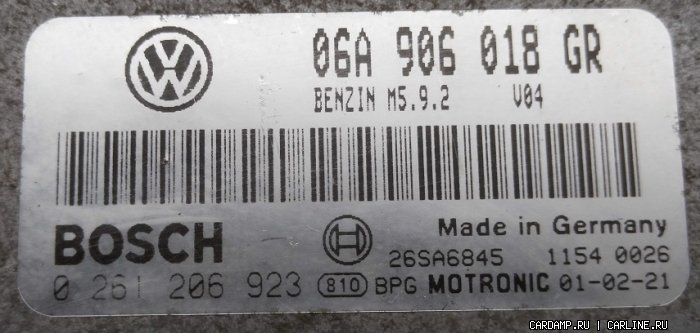 06A 906 018 GR
BENZIN M5.9.2 V04
BOSCH
Made in Germany
26SA6845 1154 0026
0 261 206 923 810 BPG MOTRONIC 01-02-21
CARDAMP.RU | CARLINE.RU